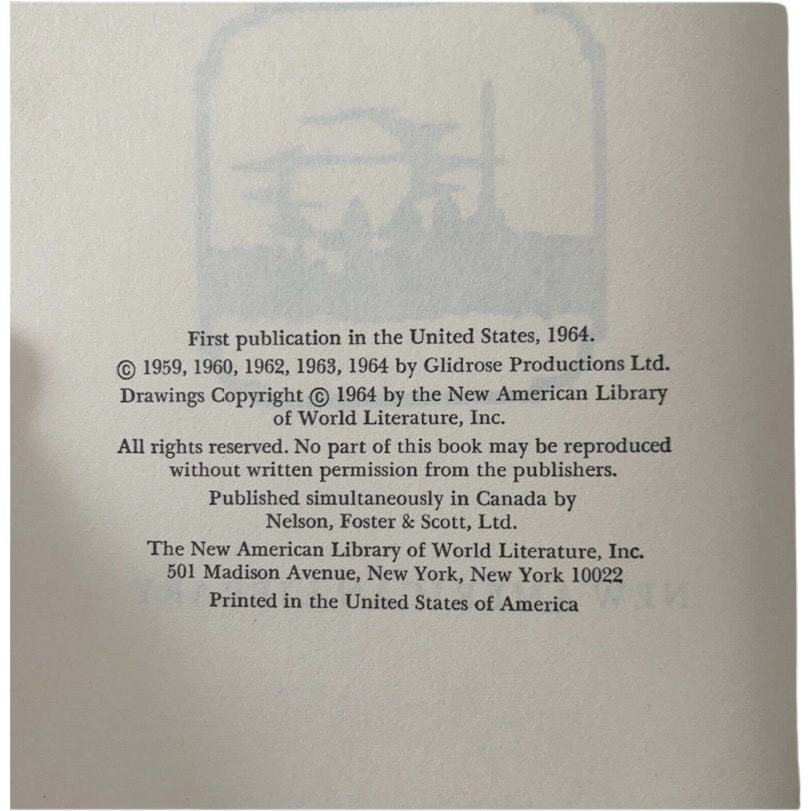 First publication in the United States, 1964.
© 1959, 1960, 1962, 1963, 1964 by Glidrose Productions Ltd.
Drawings Copyright © 1964 by the New American Library
of World Literature, Inc.
All rights reserved. No part of this book may be reproduced
without written permission from the publishers.
Published simultaneously in Canada by
Nelson, Foster & Scott, Ltd.
The New American Library of World Literature, Inc.
501 Madison Avenue, New York, New York 10022
Printed in the United States of America